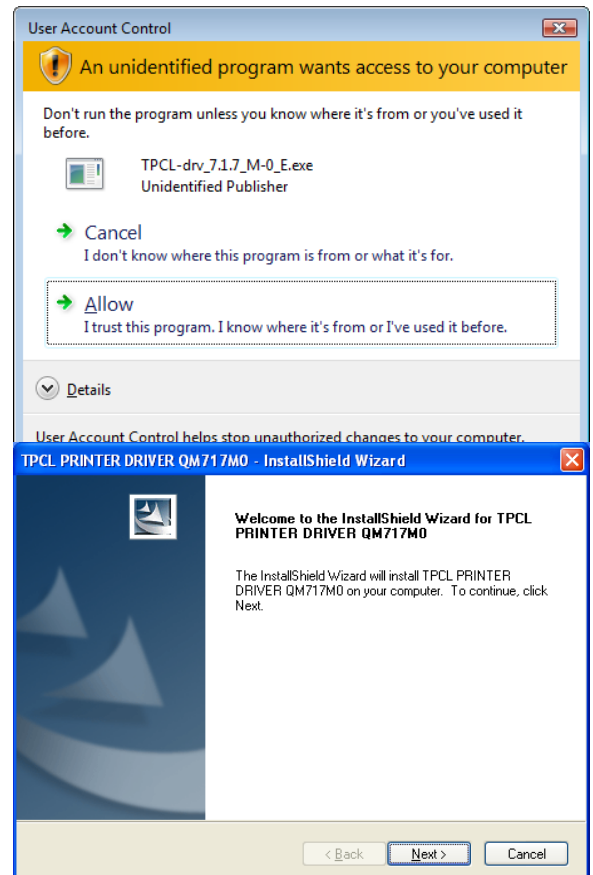 User Account Control
An unidentified program wants access to your computer
Don't run the program unless you know where it's from or you've used it
before.
TPCL-drv_7.1.7_M-0_E.exe
Unidentified Publisher
Cancel
I don't know where this program is from or what it's for.
Allow
I trust this program. I know where it's from or I've used it before.
Details
User Account Control helps stop unauthorized changes to your computer.
TPCL PRINTER DRIVER QM717M0 - InstallShield Wizard
Welcome to the InstallShield Wizard for TPCL
PRINTER DRIVER QM717M0
The InstallShield Wizard will install TPCL PRINTER
DRIVER QM717M0 on your computer. To continue, click
Next.
< Back
Next >
Cancel